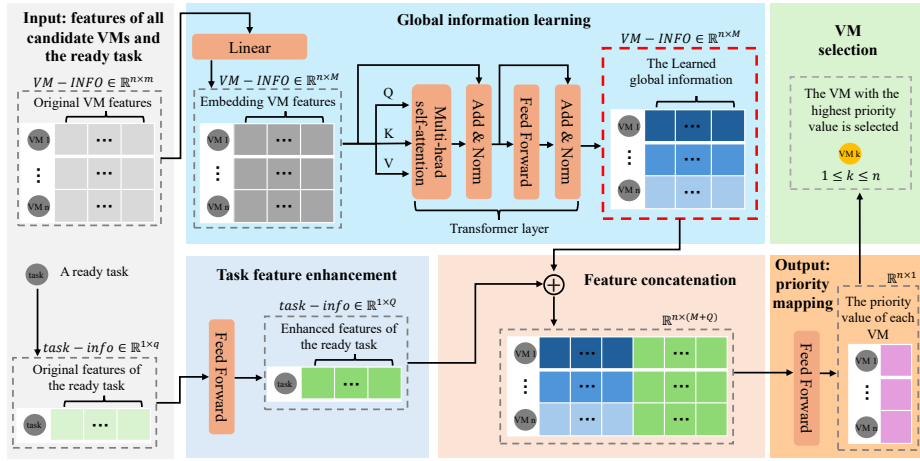 Input: features of all
candidate VMs and
the ready task
VM − INFO ∈ ℝⁿˣᵐ
Original VM features
VM 1
•••
⋮
VM n
task
A ready task
task − info ∈ ℝ¹ˣ𐞥
Original features of
the ready task
task
•••
Global information learning
Linear
VM − INFO ∈ ℝⁿˣᴹ
Embedding VM features
VM 1
•••
•••
⋮
VM n
•••
Q
K
V
Multi-head
self-attention
Add & Norm
Feed Forward
Add & Norm
Transformer layer
VM − INFO ∈ ℝⁿˣᴹ
The Learned
global information
VM 1
•••
•••
⋮
VM n
•••
Task feature enhancement
Feed Forward
task − info ∈ ℝ^{1×Q}
Enhanced features of
the ready task
task
•••
Feature concatenation
ℝ^{n×(M+Q)}
VM 1
••• •••
••• •••
⋮
VM n
••• •••
Output:
priority
mapping
Feed Forward
ℝ^{n×1}
The priority
value of each
VM
VM 1
⋮
VM n
VM
selection
The VM with the
highest priority
value is selected
VM k
1 ≤ k ≤ n